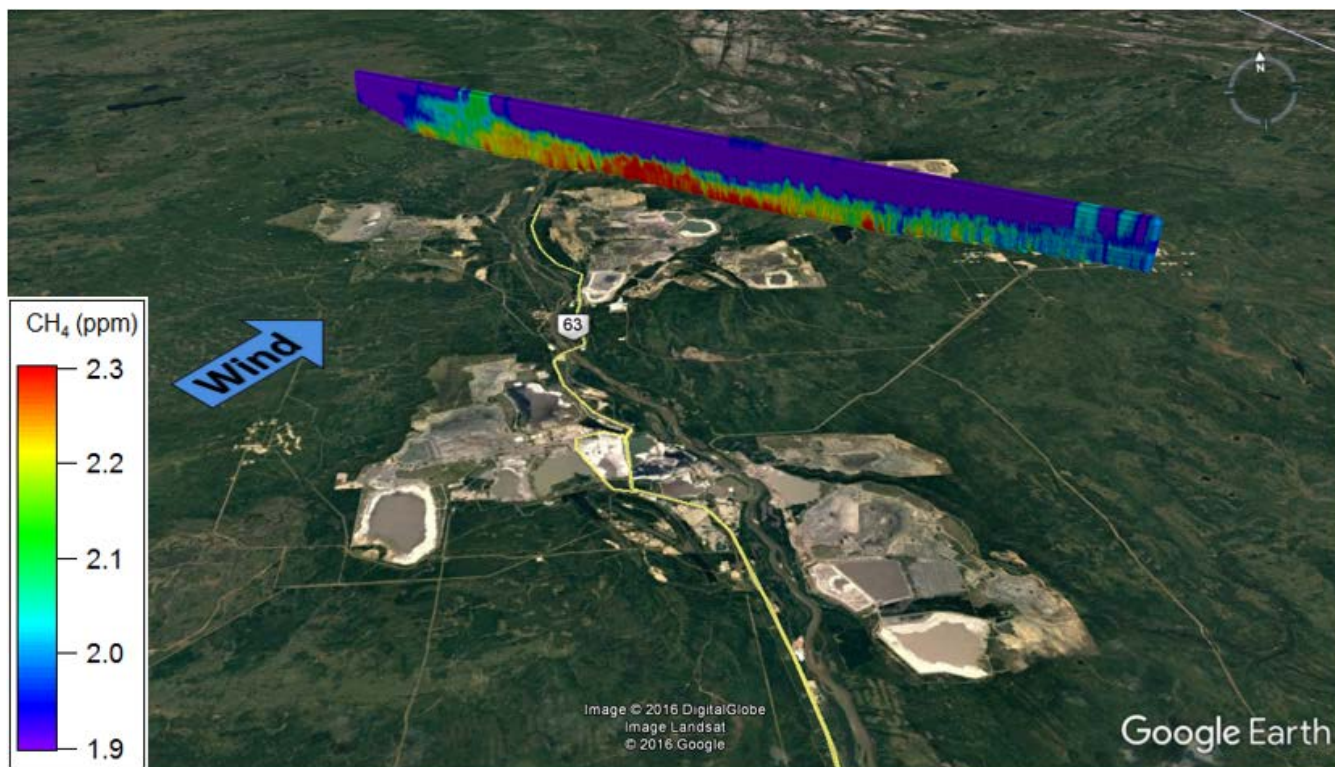 N
63
Wind
CH₄ (ppm)
2.3
2.2
2.1
2.0
1.9
Image © 2016 DigitalGlobe
Image Landsat
© 2016 Google
Google Earth